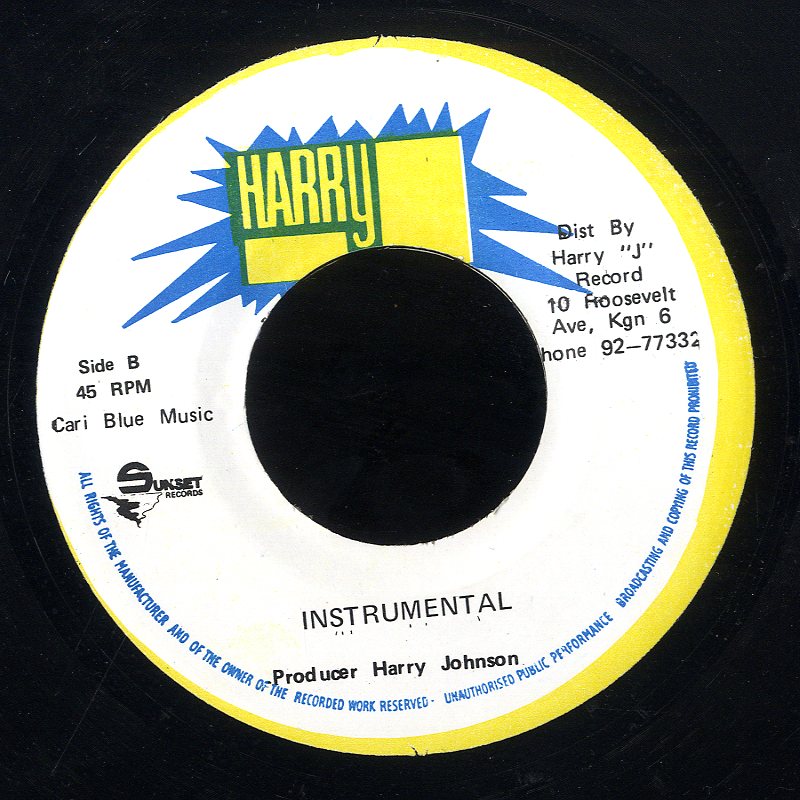 HARRY
Dist By
Harry "J"
Record
10 Roosevelt
Ave, Kgn 6
hone 92-77332
Side B
45 RPM
Cari Blue Music
SUNSET
RECORDS
INSTRUMENTAL
Producer Harry Johnson
ALL RIGHTS OF THE MANUFACTURER AND OF THE OWNER OF THE RECORDED WORK RESERVED - UNAUTHORISED PUBLIC PERFORMANCE BROADCASTING AND COPYING OF THIS RECORD PROHIBITED